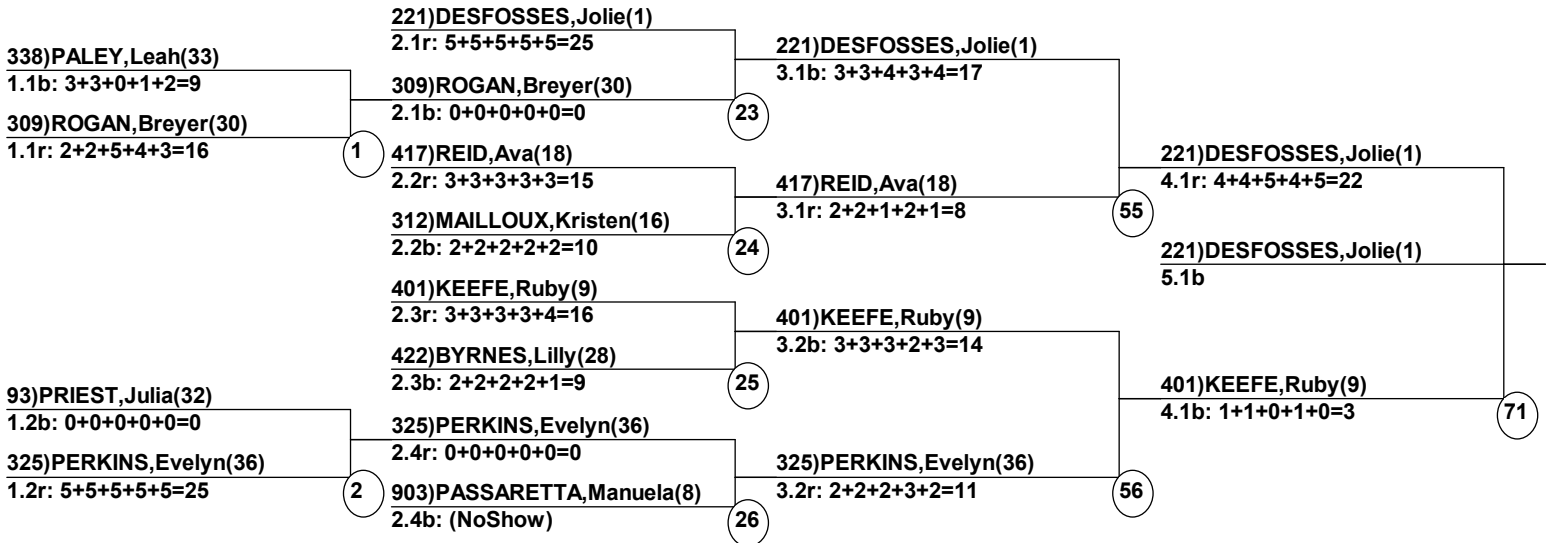 338)PALEY,Leah(33)
1.1b: 3+3+0+1+2=9
309)ROGAN,Breyer(30)
1.1r: 2+2+5+4+3=16
1
93)PRIEST,Julia(32)
1.2b: 0+0+0+0+0=0
325)PERKINS,Evelyn(36)
1.2r: 5+5+5+5+5=25
2
221)DESFOSSES,Jolie(1)
2.1r: 5+5+5+5+5=25
309)ROGAN,Breyer(30)
2.1b: 0+0+0+0+0=0
23
417)REID,Ava(18)
2.2r: 3+3+3+3+3=15
312)MAILLOUX,Kristen(16)
2.2b: 2+2+2+2+2=10
24
401)KEEFE,Ruby(9)
2.3r: 3+3+3+3+4=16
422)BYRNES,Lilly(28)
2.3b: 2+2+2+2+1=9
25
325)PERKINS,Evelyn(36)
2.4r: 0+0+0+0+0=0
903)PASSARETTA,Manuela(8)
2.4b: (NoShow)
26
221)DESFOSSES,Jolie(1)
3.1b: 3+3+4+3+4=17
417)REID,Ava(18)
3.1r: 2+2+1+2+1=8
55
401)KEEFE,Ruby(9)
3.2b: 3+3+3+2+3=14
325)PERKINS,Evelyn(36)
3.2r: 2+2+2+3+2=11
56
221)DESFOSSES,Jolie(1)
4.1r: 4+4+5+4+5=22
221)DESFOSSES,Jolie(1)
5.1b
401)KEEFE,Ruby(9)
4.1b: 1+1+0+1+0=3
71